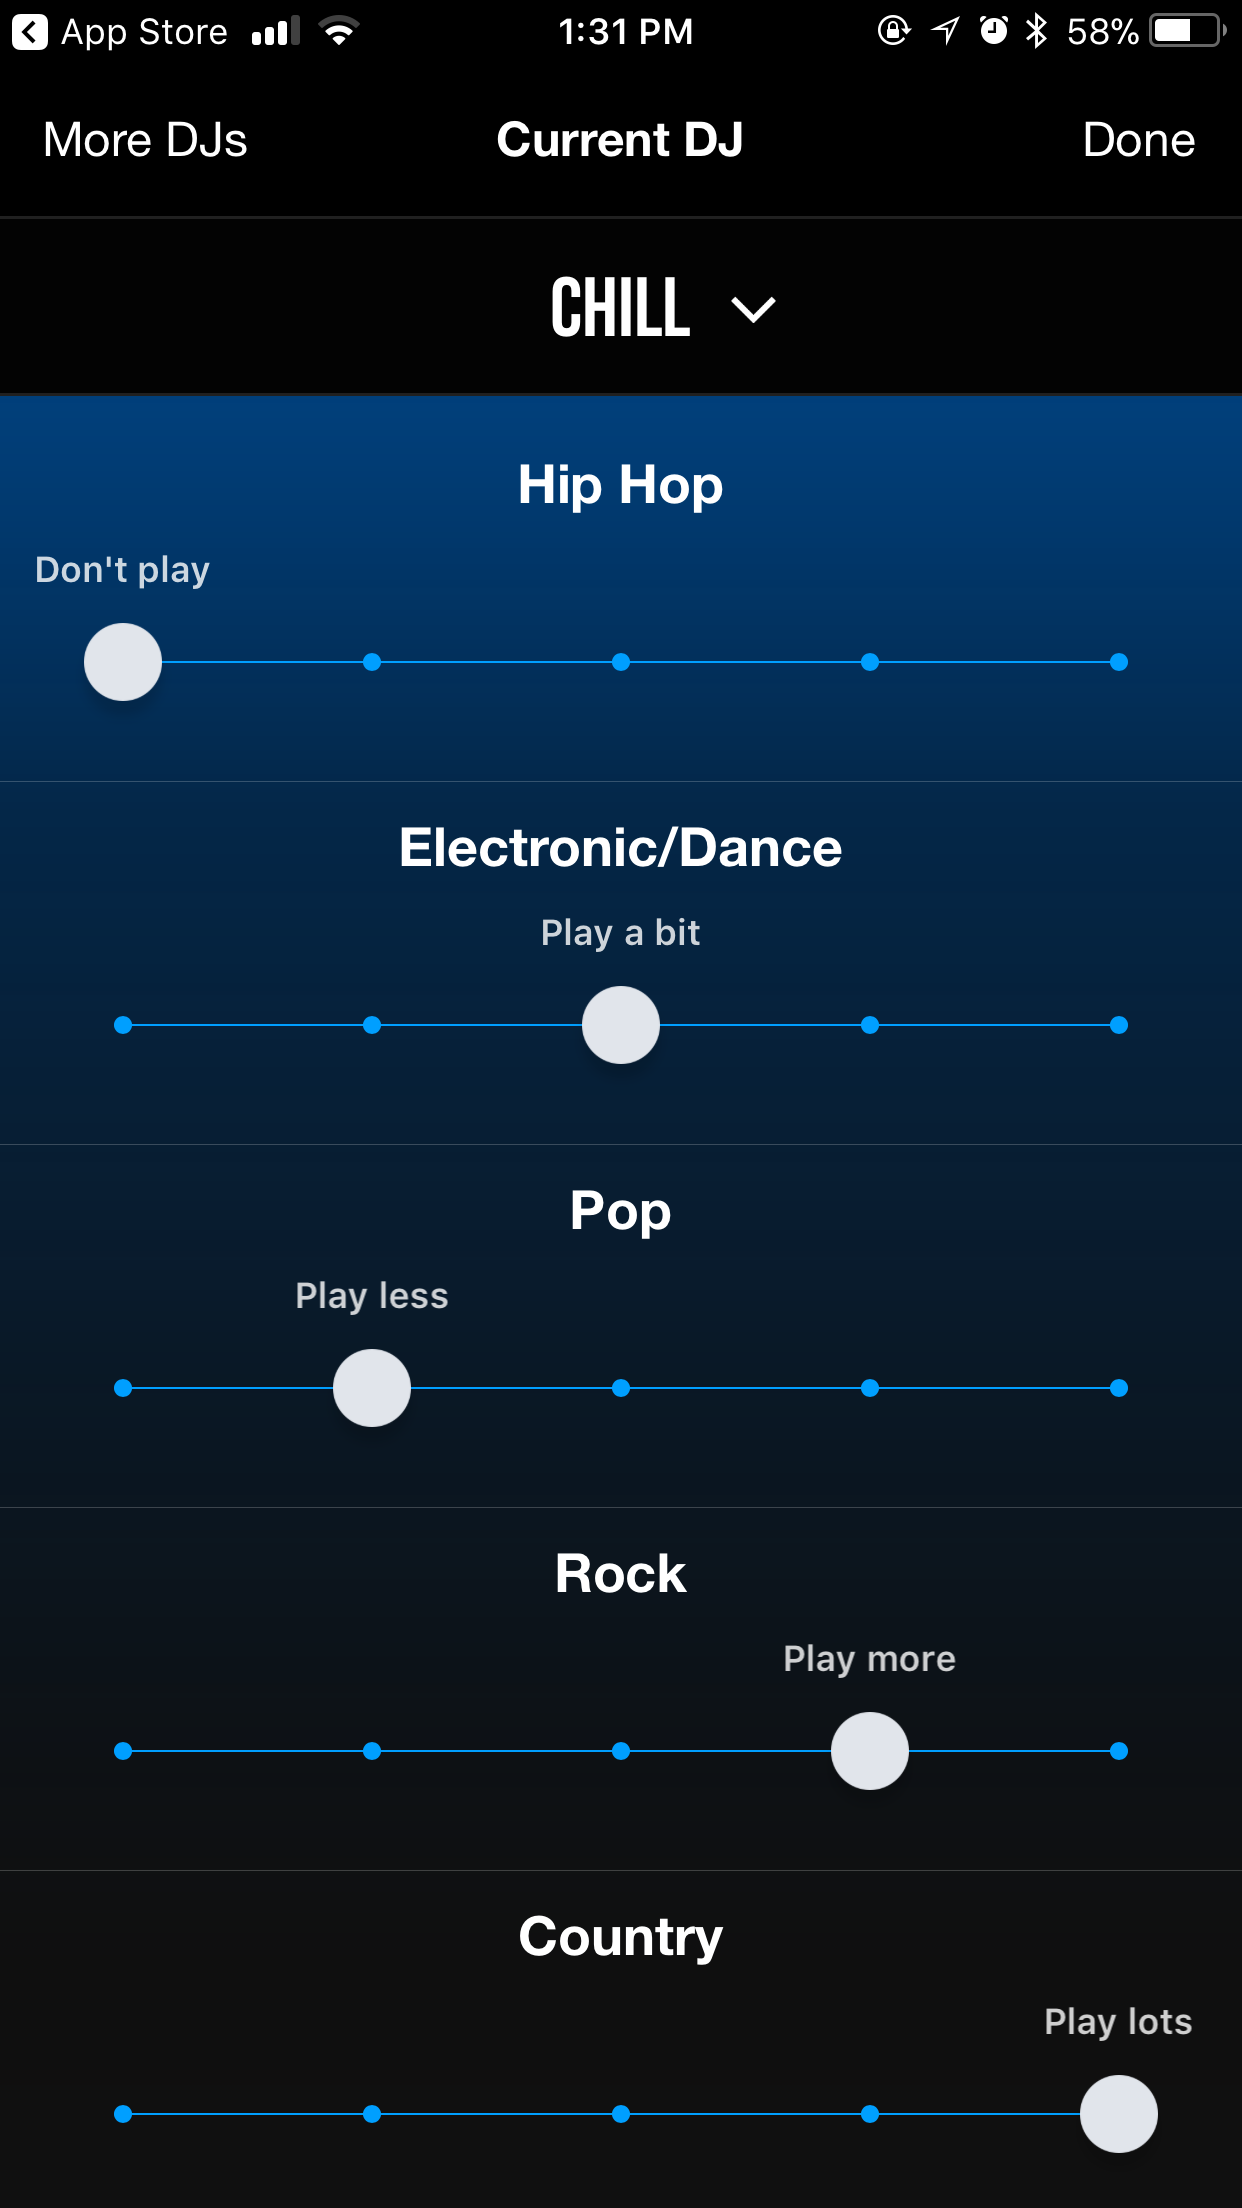 App Store 1:31 PM 58%
More DJs Current DJ Done
CHILL
Hip Hop
Don't play
Electronic/Dance
Play a bit
Pop
Play less
Rock
Play more
Country
Play lots